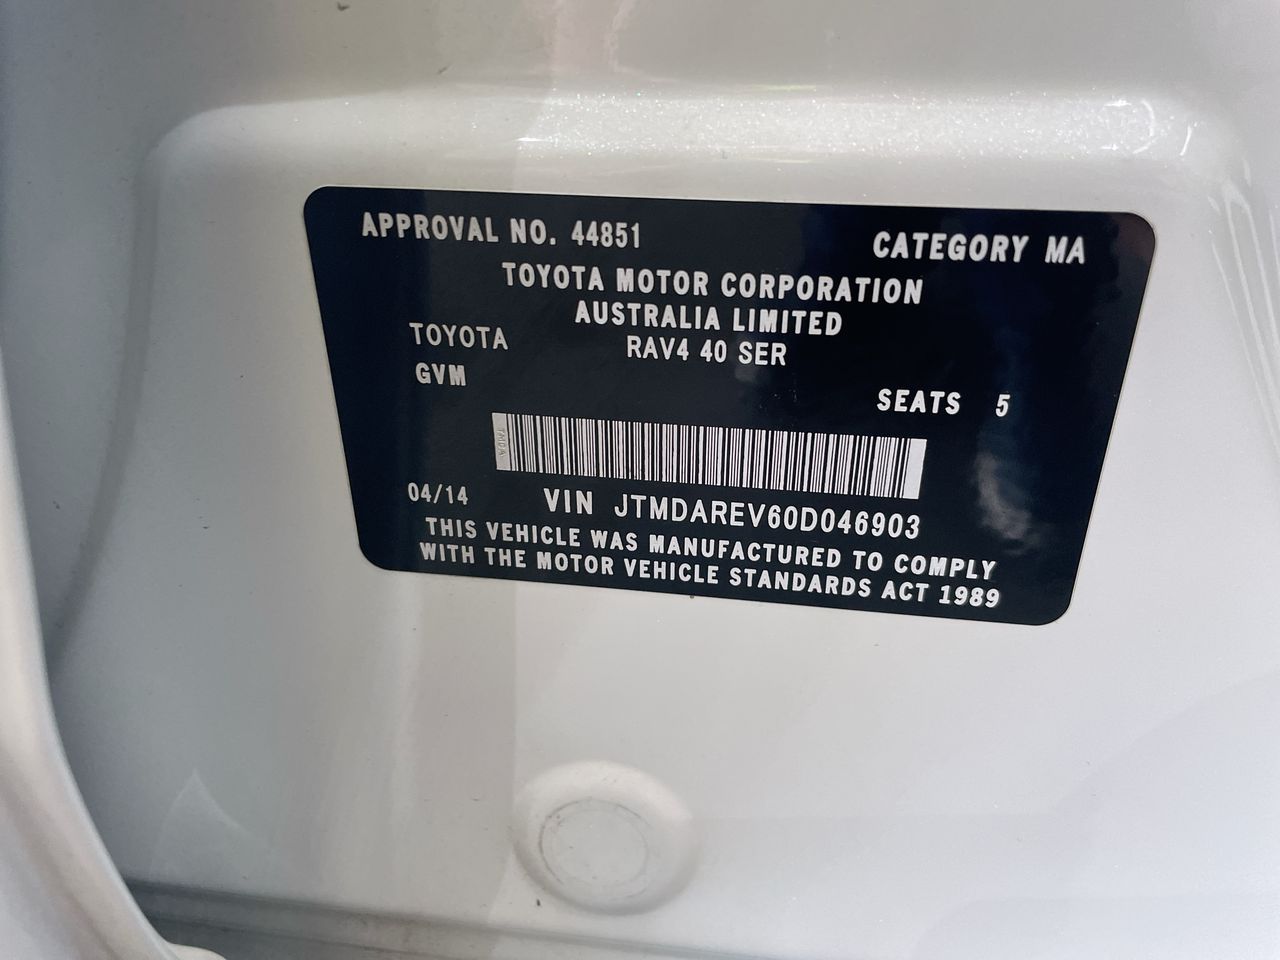 APPROVAL NO. 44851
CATEGORY MA
TOYOTA MOTOR CORPORATION
AUSTRALIA LIMITED
TOYOTA RAV4 40 SER
GVM
SEATS 5
04/14 VIN JTMDAREV60D046903
THIS VEHICLE WAS MANUFACTURED TO COMPLY
WITH THE MOTOR VEHICLE STANDARDS ACT 1989